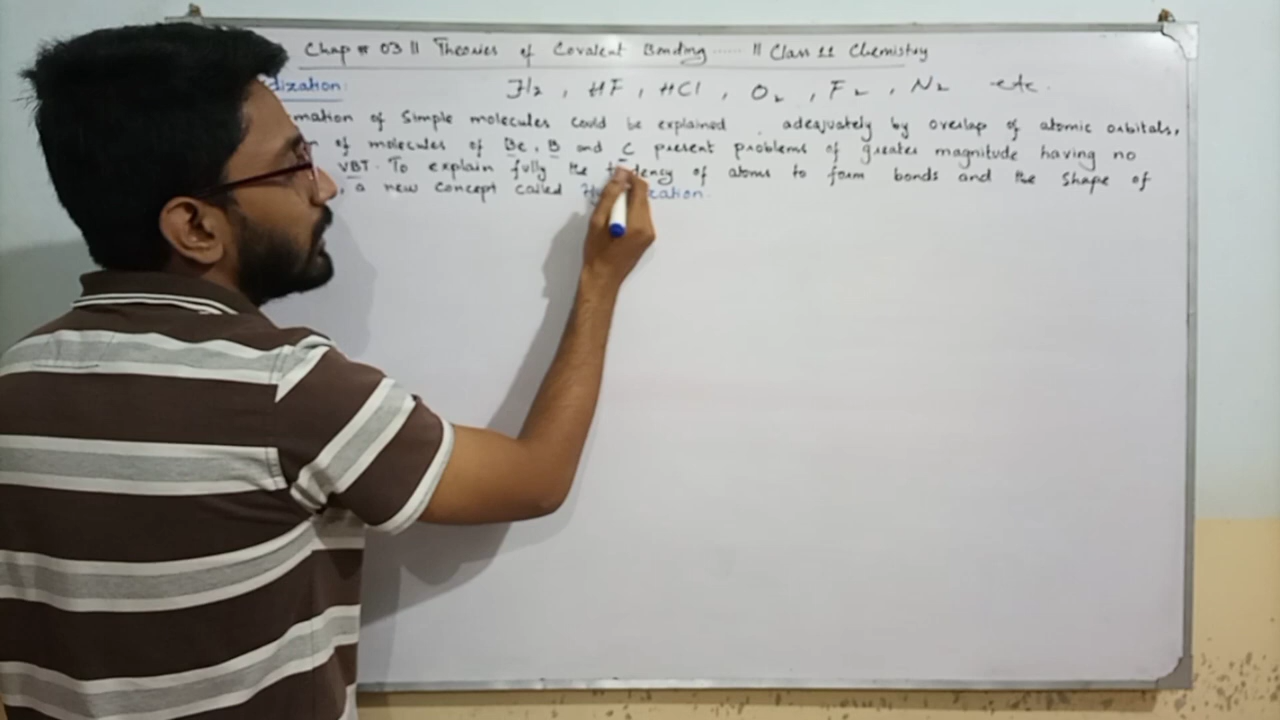 Chap # 03 || Theories of Covalent Bonding ...... || Class 11 Chemistry
dization: H2 , HF , HCl , O2 , F2 , N2 etc.
mation of Simple molecules could be explained adequately by overlap of atomic orbitals,
of molecules of Be, B and C present problems of greater magnitude having no
VBT. To explain fully the of atoms to form bonds and the shape of
, a new concept called